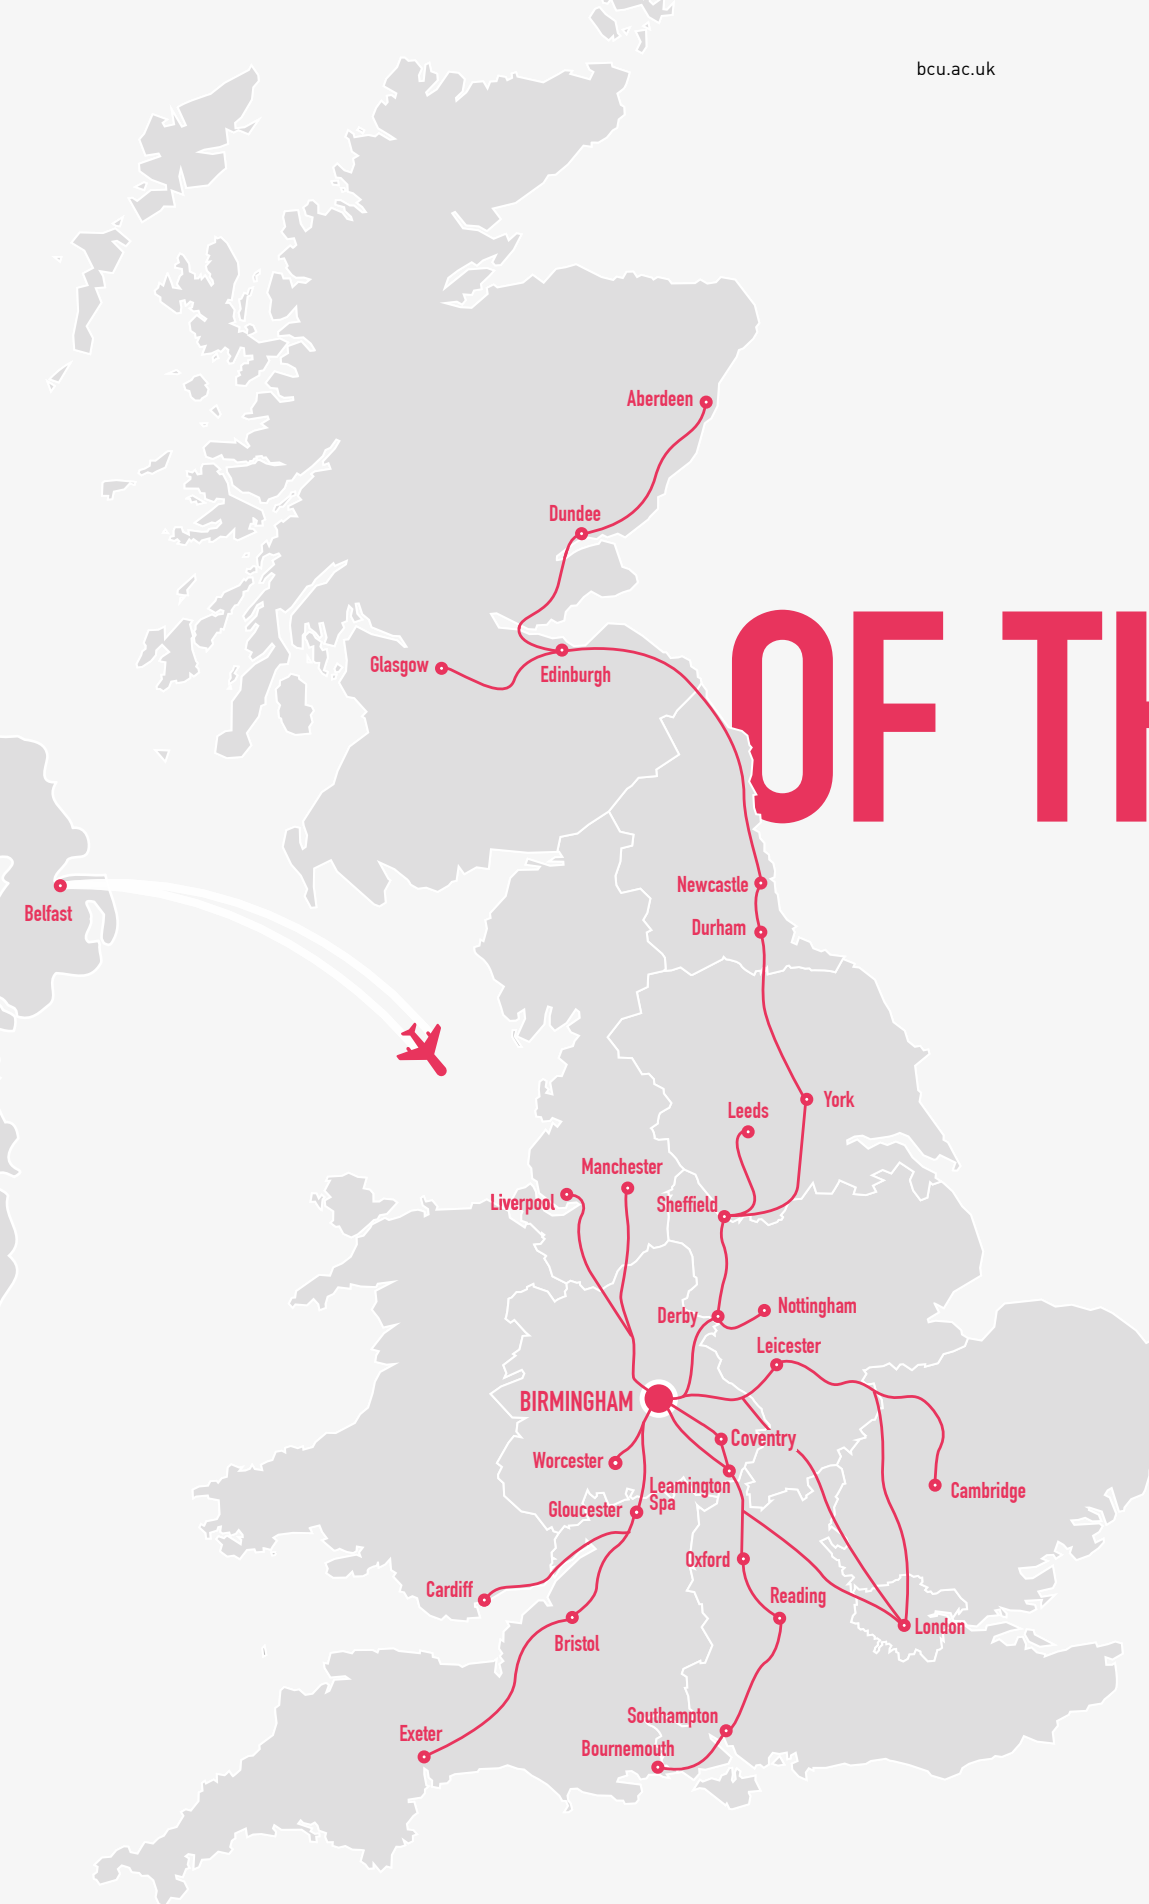 bcu.ac.uk
Aberdeen
Dundee
OF TH
Glasgow
Edinburgh
Newcastle
Belfast
Durham
York
Leeds
Manchester
Liverpool
Sheffield
Nottingham
Derby
Leicester
BIRMINGHAM
Coventry
Worcester
Leamington
Spa
Cambridge
Gloucester
Oxford
Cardiff
Reading
London
Bristol
Southampton
Exeter
Bournemouth